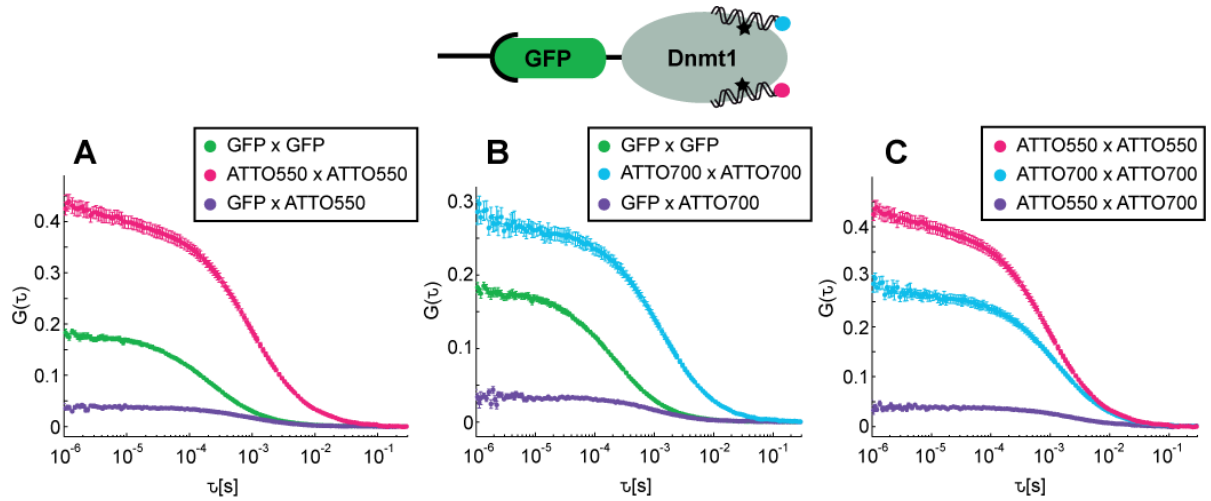 GFP
Dnmt1
A
GFP x GFP
ATTO550 x ATTO550
GFP x ATTO550
0.4
0.3
0.2
0.1
0
G(τ)
10⁻⁶ 10⁻⁵ 10⁻⁴ 10⁻³ 10⁻² 10⁻¹
τ[s]
B
GFP x GFP
ATTO700 x ATTO700
GFP x ATTO700
0.3
0.2
0.1
0
G(τ)
10⁻⁶ 10⁻⁵ 10⁻⁴ 10⁻³ 10⁻² 10⁻¹
τ[s]
C
ATTO550 x ATTO550
ATTO700 x ATTO700
ATTO550 x ATTO700
0.4
0.3
0.2
0.1
0
G(τ)
10⁻⁶ 10⁻⁵ 10⁻⁴ 10⁻³ 10⁻² 10⁻¹
τ[s]